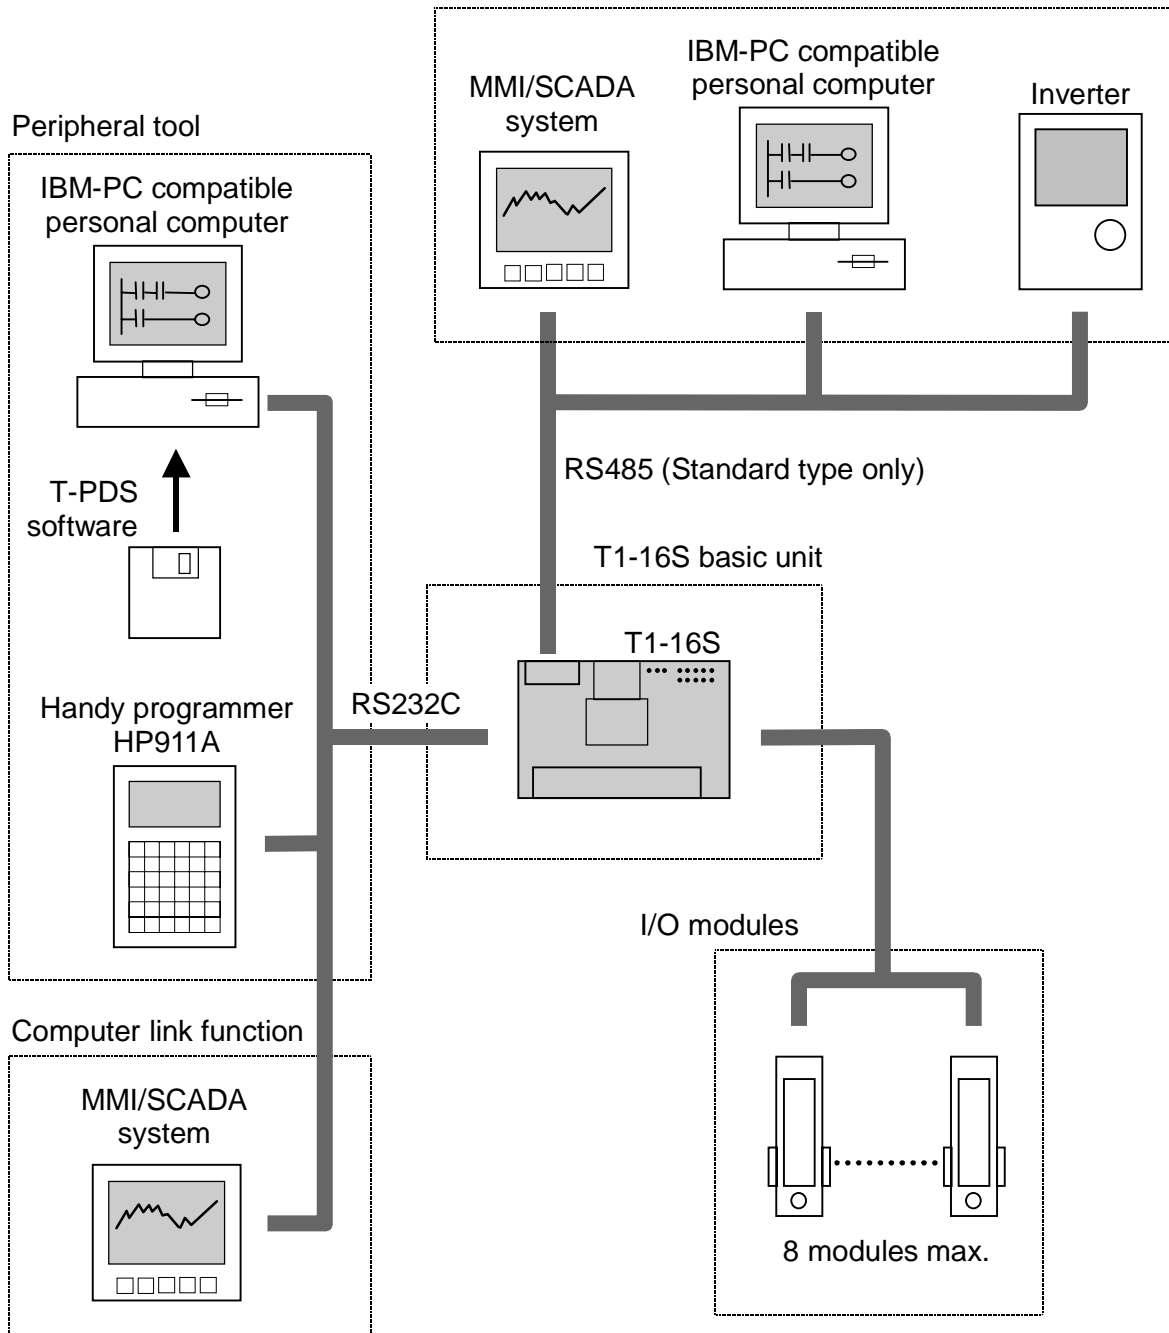 IBM-PC compatible
personal computer
MMI/SCADA
system
Inverter
Peripheral tool
IBM-PC compatible
personal computer
T-PDS
software
RS485 (Standard type only)
T1-16S basic unit
T1-16S
Handy programmer
HP911A
RS232C
I/O modules
Computer link function
MMI/SCADA
system
8 modules max.